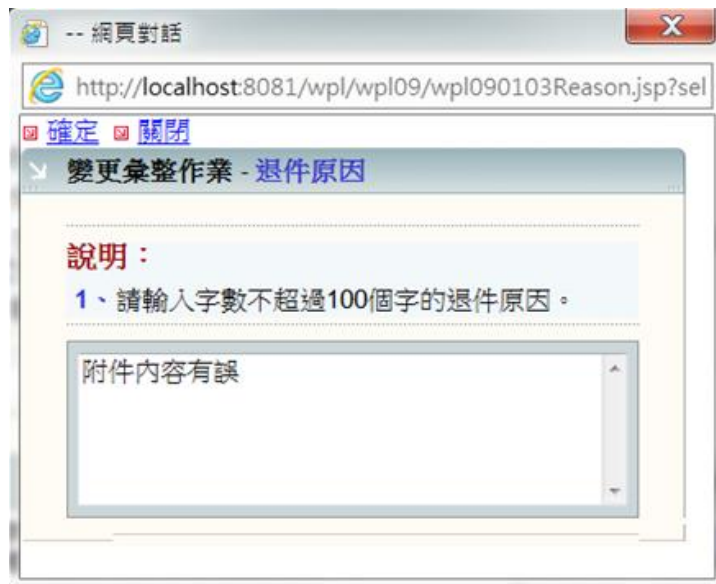 -- 網頁對話
http://localhost:8081/wpl/wpl09/wpl090103Reason.jsp?sel
確定 關閉
變更彙整作業 - 退件原因
說明：
1、請輸入字數不超過100個字的退件原因。
附件內容有誤